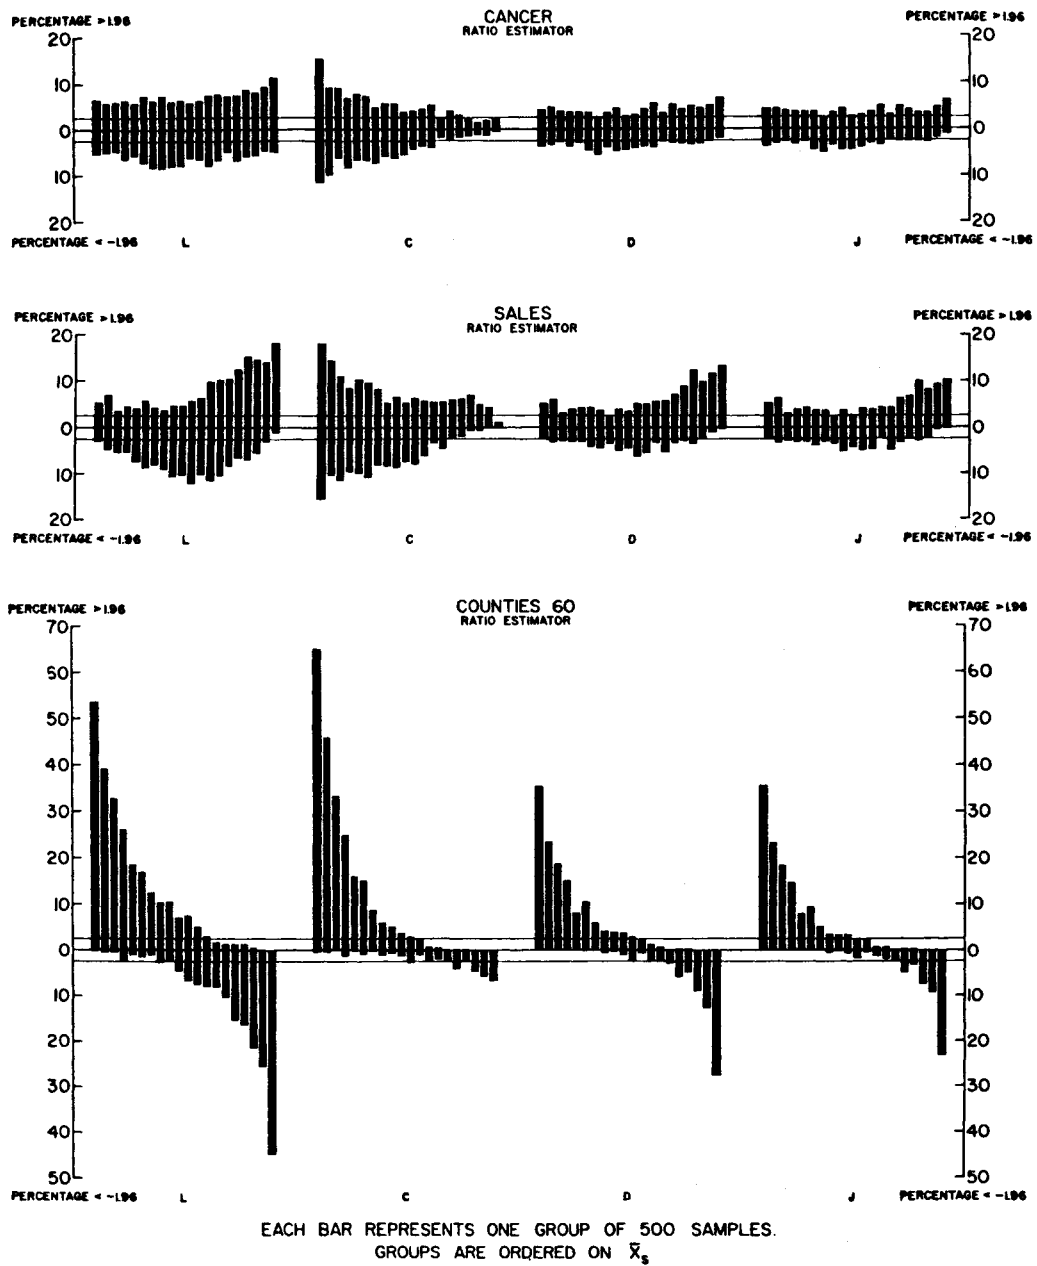 CANCER
RATIO ESTIMATOR
PERCENTAGE > 1.96 PERCENTAGE > 1.96
20 20
10 10
0 0
10 10
20 20
PERCENTAGE < -1.96 L C D J PERCENTAGE < -1.96
SALES
RATIO ESTIMATOR
PERCENTAGE > 1.96 PERCENTAGE > 1.96
20 20
10 10
0 0
10 10
20 20
PERCENTAGE < -1.96 L C D J PERCENTAGE < -1.96
COUNTIES 60
RATIO ESTIMATOR
PERCENTAGE > 1.96 PERCENTAGE > 1.96
70 70
60 60
50 50
40 40
30 30
20 20
10 10
0 0
10 10
20 20
30 30
40 40
50 50
PERCENTAGE < -1.96 L C D J PERCENTAGE < -1.96
EACH BAR REPRESENTS ONE GROUP OF 500 SAMPLES.
GROUPS ARE ORDERED ON X̄s